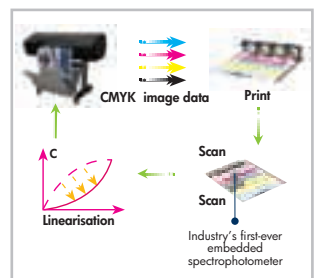 CMYK image data
Print
Scan
C
Scan
Linearisation
Industry's first-ever
embedded
spectrophotometer